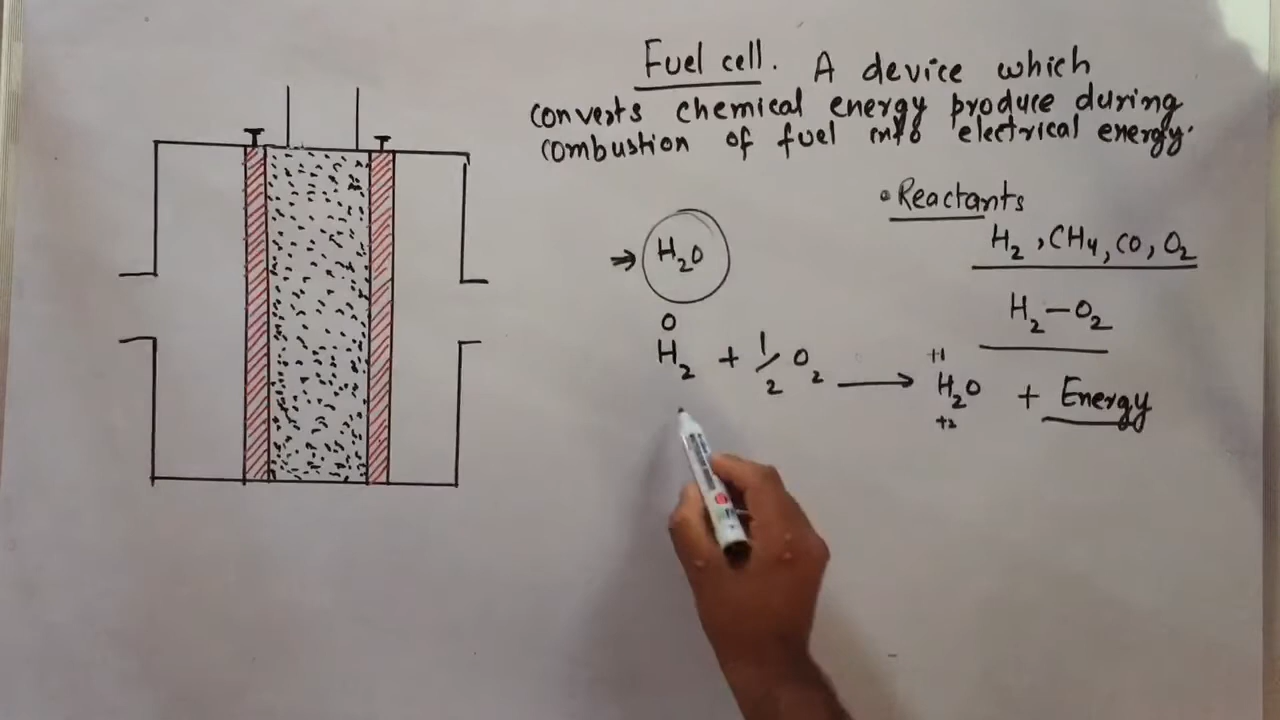 Fuel cell. A device which
converts chemical energy produce during
combustion of fuel into electrical energy.
• Reactants
H₂, CH4, CO, O₂
→ H₂O
H₂-O₂
0 +1
H₂ + 1/2 O₂ → H₂O + Energy
+2